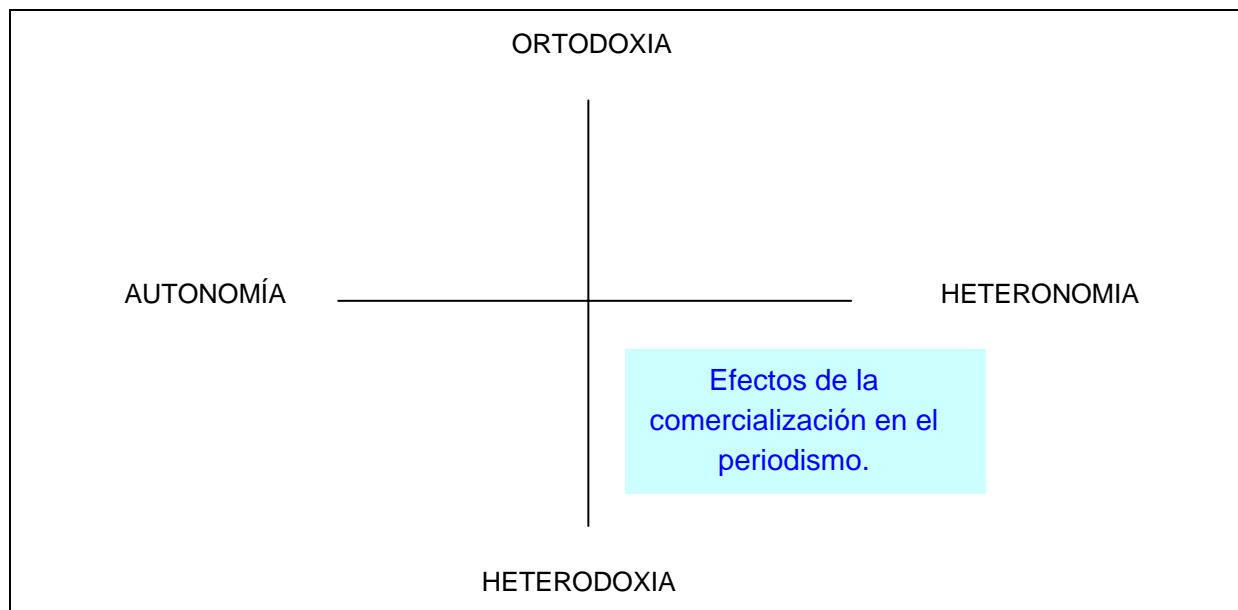 ORTODOXIA
AUTONOMÍA
HETERONOMIA
Efectos de la
comercialización en el
periodismo.
HETERODOXIA